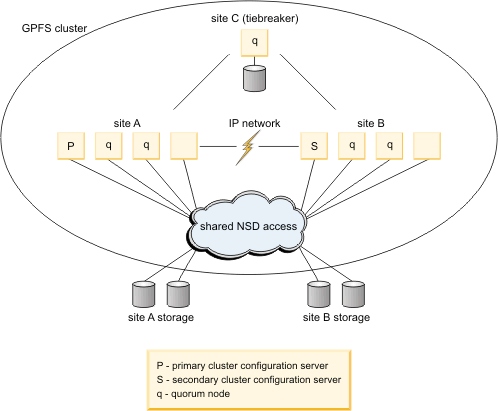 site C (tiebreaker)
GPFS cluster
q
site A
IP network
site B
P
q
q
S
q
q
shared NSD access
site A storage
site B storage
P - primary cluster configuration server
S - secondary cluster configuration server
q - quorum node